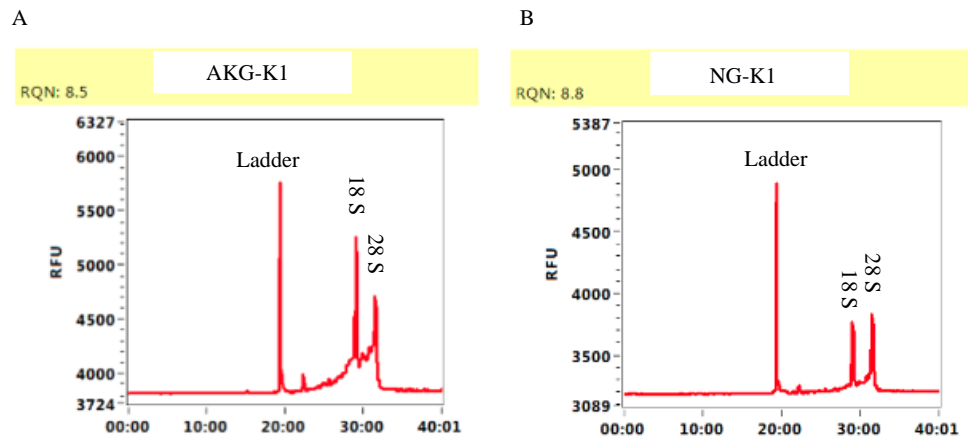 A
AKG-K1
RQN: 8.5
6327
6000
5500
5000
4500
4000
3724
RFU
Ladder
18 S
28 S
00:00 10:00 20:00 30:00 40:01
B
NG-K1
RQN: 8.8
5387
5000
4500
4000
3500
3089
RFU
Ladder
18 S
28 S
00:00 10:00 20:00 30:00 40:01